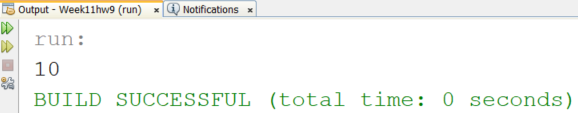 Output - Week11hw9 (run) Notifications
run:
10
BUILD SUCCESSFUL (total time: 0 seconds)